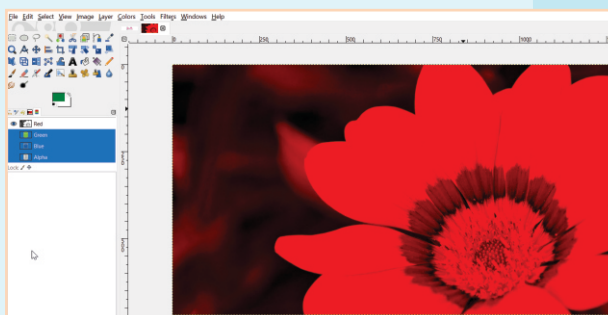 File Edit Select View Image Layer Colors Tools Filters Windows Help
0 250 500 750 1000
Red
Green
Blue
Alpha
Lock